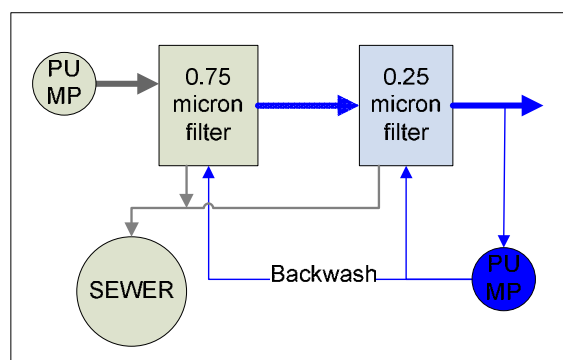 PU
MP
0.75
micron
filter
0.25
micron
filter
SEWER
Backwash
PU
MP